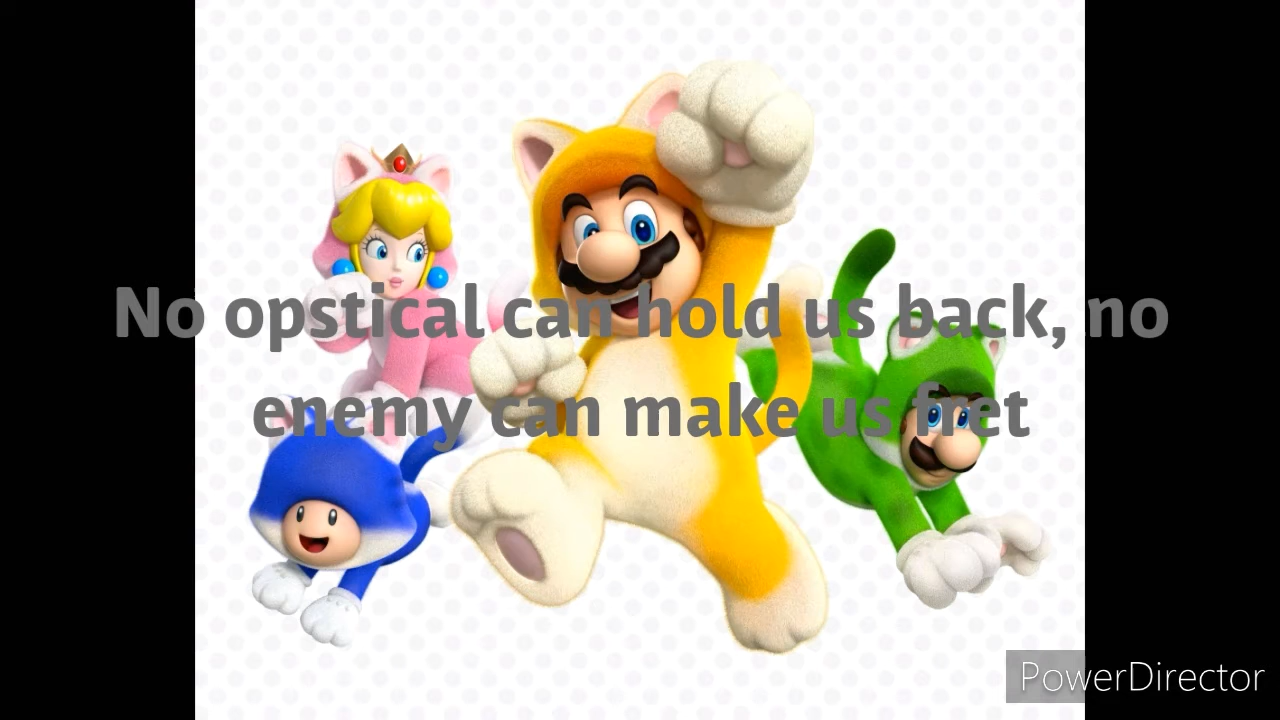 No opstical can hold us back, no
enemy can make us fret
PowerDirector